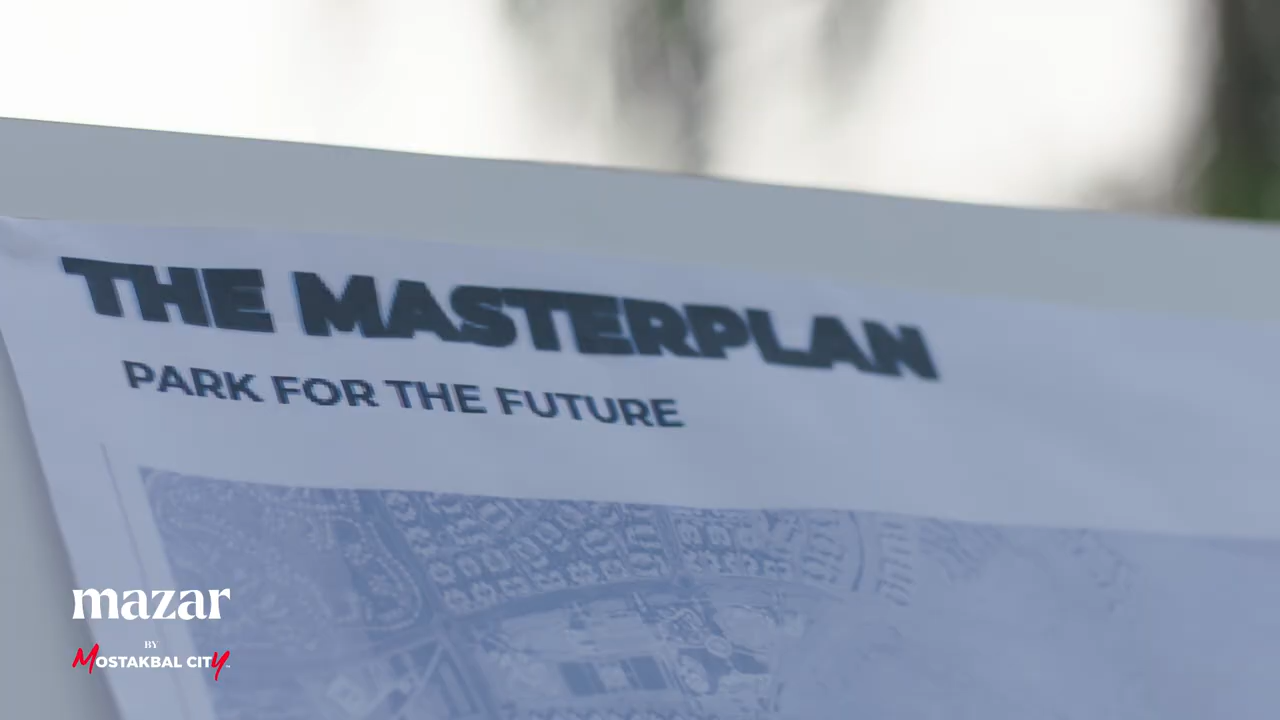 THE MASTERPLAN
PARK FOR THE FUTURE
mazar
BY
MOSTAKBAL CITY